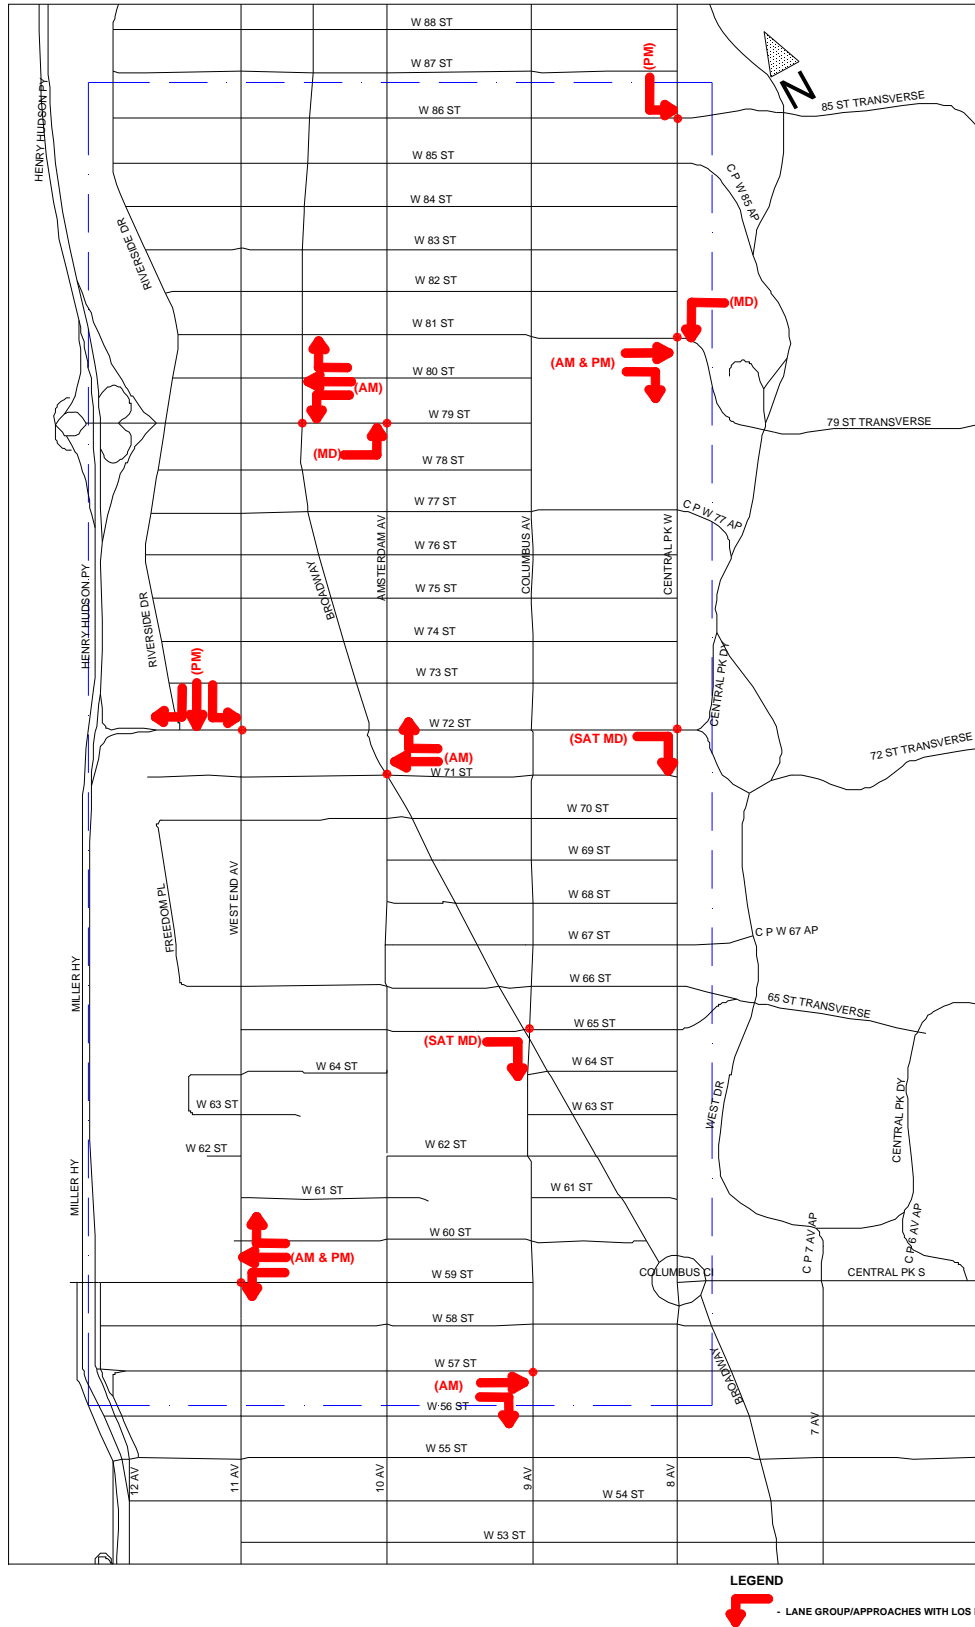 W 88 ST
W 87 ST
(PM)
HENRY HUDSON PY
N
85 ST TRANSVERSE
W 86 ST
W 85 ST
C P W 85 AP
W 84 ST
RIVERSIDE DR
W 83 ST
W 82 ST
(MD)
W 81 ST
(AM & PM)
W 80 ST
(AM)
W 79 ST
79 ST TRANSVERSE
(MD)
W 78 ST
W 77 ST
C P W 77 AP
AMSTERDAM AV
COLUMBUS AV
CENTRAL PK W
W 76 ST
BROADWAY
W 75 ST
HENRY HUDSON PY
RIVERSIDE DR
W 74 ST
(PM)
W 73 ST
CENTRAL PK DY
W 72 ST
(SAT MD)
72 ST TRANSVERSE
(AM)
W 71 ST
W 70 ST
W 69 ST
FREEDOM PL
WEST END AV
W 68 ST
W 67 ST
C P W 67 AP
MILLER HY
W 66 ST
65 ST TRANSVERSE
W 65 ST
(SAT MD)
W 64 ST
W 64 ST
WEST DR
CENTRAL PK DY
W 63 ST
W 63 ST
W 62 ST
W 62 ST
MILLER HY
W 61 ST
W 61 ST
C P 7 AV AP
C P 6 AV AP
W 60 ST
(AM & PM)
W 59 ST
COLUMBUS CI
CENTRAL PK S
W 58 ST
W 57 ST
(AM)
BROADWAY
W 56 ST
7 AV
W 55 ST
12 AV
11 AV
10 AV
9 AV
8 AV
W 54 ST
W 53 ST
LEGEND
- LANE GROUP/APPROACHES WITH LOS